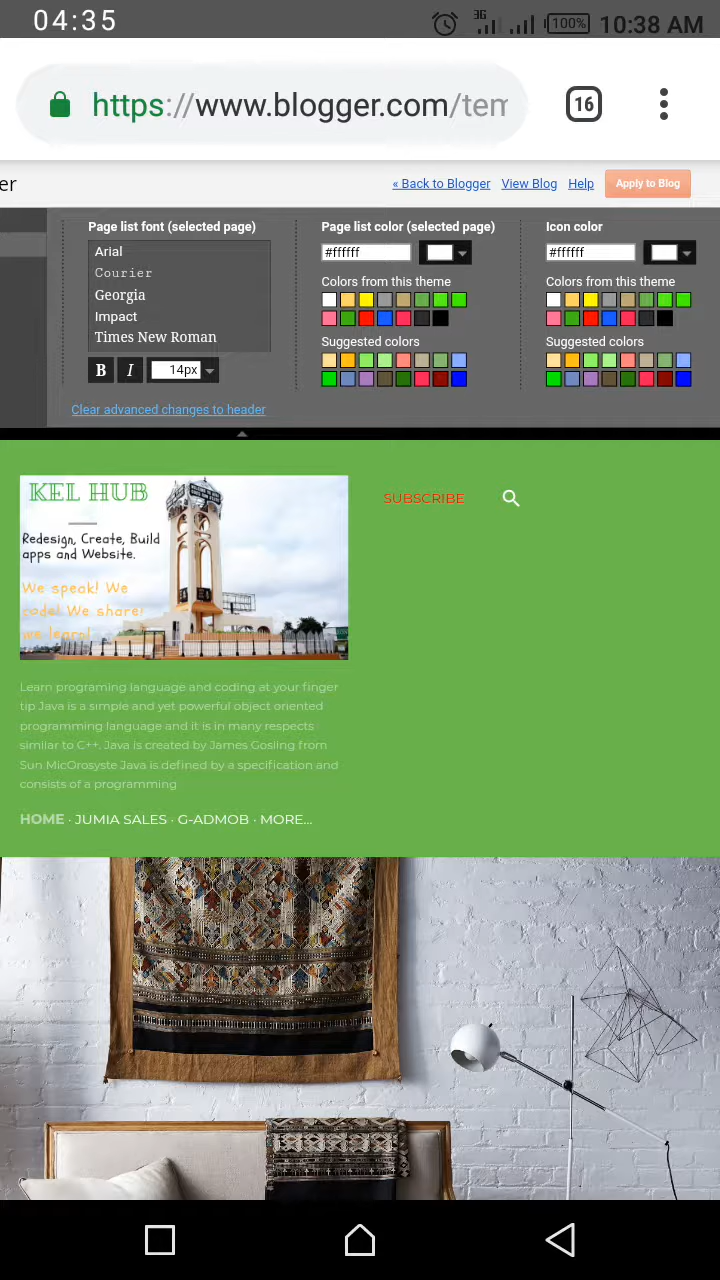 04:35
3G
100%
10:38 AM
https://www.blogger.com/tem
16
er
« Back to Blogger
View Blog
Help
Apply to Blog
Page list font (selected page)
Arial
Courier
Georgia
Impact
Times New Roman
B
I
14px
Clear advanced changes to header
Page list color (selected page)
#ffffff
Colors from this theme
Suggested colors
Icon color
#ffffff
Colors from this theme
Suggested colors
KEL HUB
Redesign, Create, Build
apps and Website.
We speak! We
code! We share!
we learn!
SUBSCRIBE
Learn programing language and coding at your finger
tip Java is a simple and yet powerful object oriented
programming language and it is in many respects
similar to C++. Java is created by James Gosling from
Sun MicOrosyste Java is defined by a specification and
consists of a programming
HOME · JUMIA SALES · G-ADMOB · MORE...